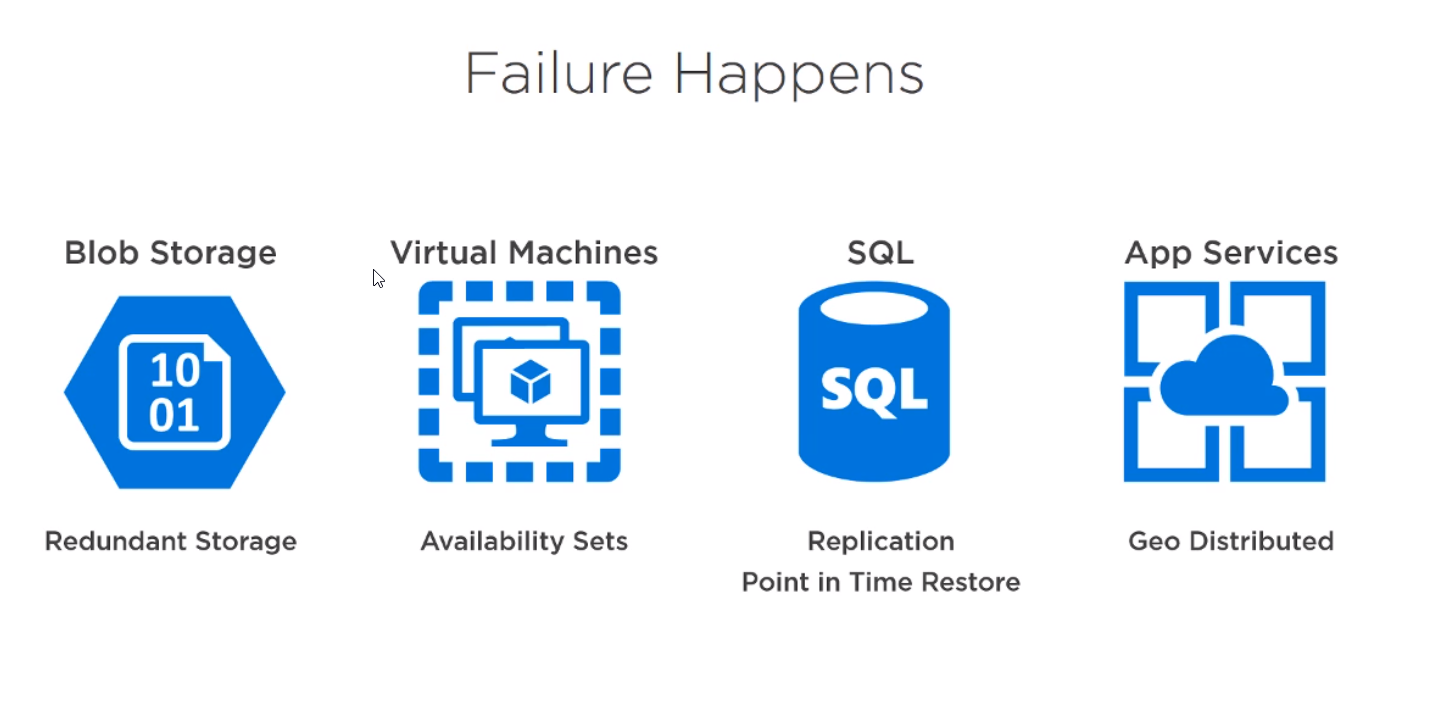 Failure Happens
Blob Storage
10
01
Redundant Storage
Virtual Machines
Availability Sets
SQL
SQL
Replication
Point in Time Restore
App Services
Geo Distributed